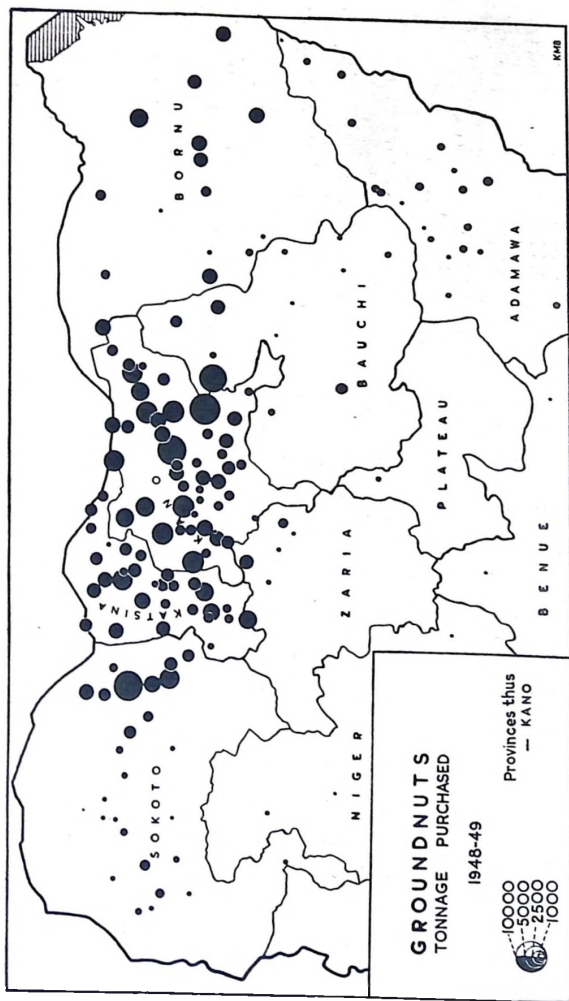 SOKOTO
KATSINA
KANO
BORNU
NIGER
ZARIA
BAUCHI
PLATEAU
ADAMAWA
BENUE
KMB
GROUNDNUTS
TONNAGE PURCHASED
1948-49
10000
5000
2500
1000
Provinces thus
— KANO